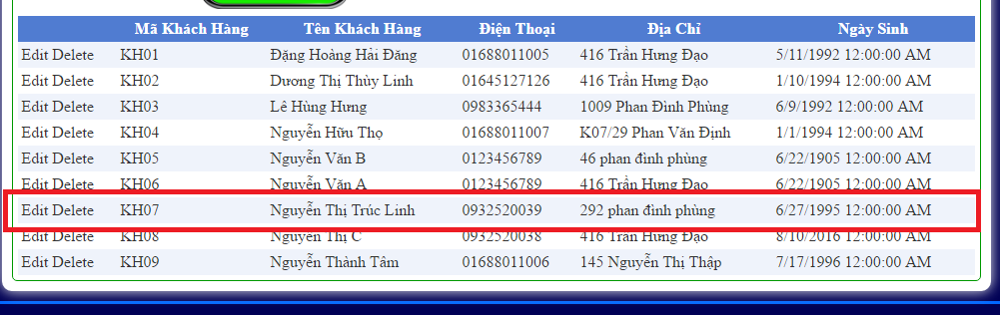 Mã Khách Hàng Tên Khách Hàng Điện Thoại Địa Chỉ Ngày Sinh
Edit Delete KH01 Đặng Hoàng Hải Đăng 01688011005 416 Trần Hưng Đạo 5/11/1992 12:00:00 AM
Edit Delete KH02 Dương Thị Thùy Linh 01645127126 416 Trần Hưng Đạo 1/10/1994 12:00:00 AM
Edit Delete KH03 Lê Hùng Hưng 0983365444 1009 Phan Đình Phùng 6/9/1992 12:00:00 AM
Edit Delete KH04 Nguyễn Hữu Thọ 01688011007 K07/29 Phan Văn Định 1/1/1994 12:00:00 AM
Edit Delete KH05 Nguyễn Văn B 0123456789 46 phan đình phùng 6/22/1905 12:00:00 AM
Edit Delete KH06 Nguyễn Văn A 0123456789 416 Trần Hưng Đạo 6/22/1905 12:00:00 AM
Edit Delete KH07 Nguyễn Thị Trúc Linh 0932520039 292 phan đình phùng 6/27/1995 12:00:00 AM
Edit Delete KH08 Nguyễn Thị C 0932520038 416 Trần Hưng Đạo 8/10/2016 12:00:00 AM
Edit Delete KH09 Nguyễn Thành Tâm 01688011006 145 Nguyễn Thị Thập 7/17/1996 12:00:00 AM